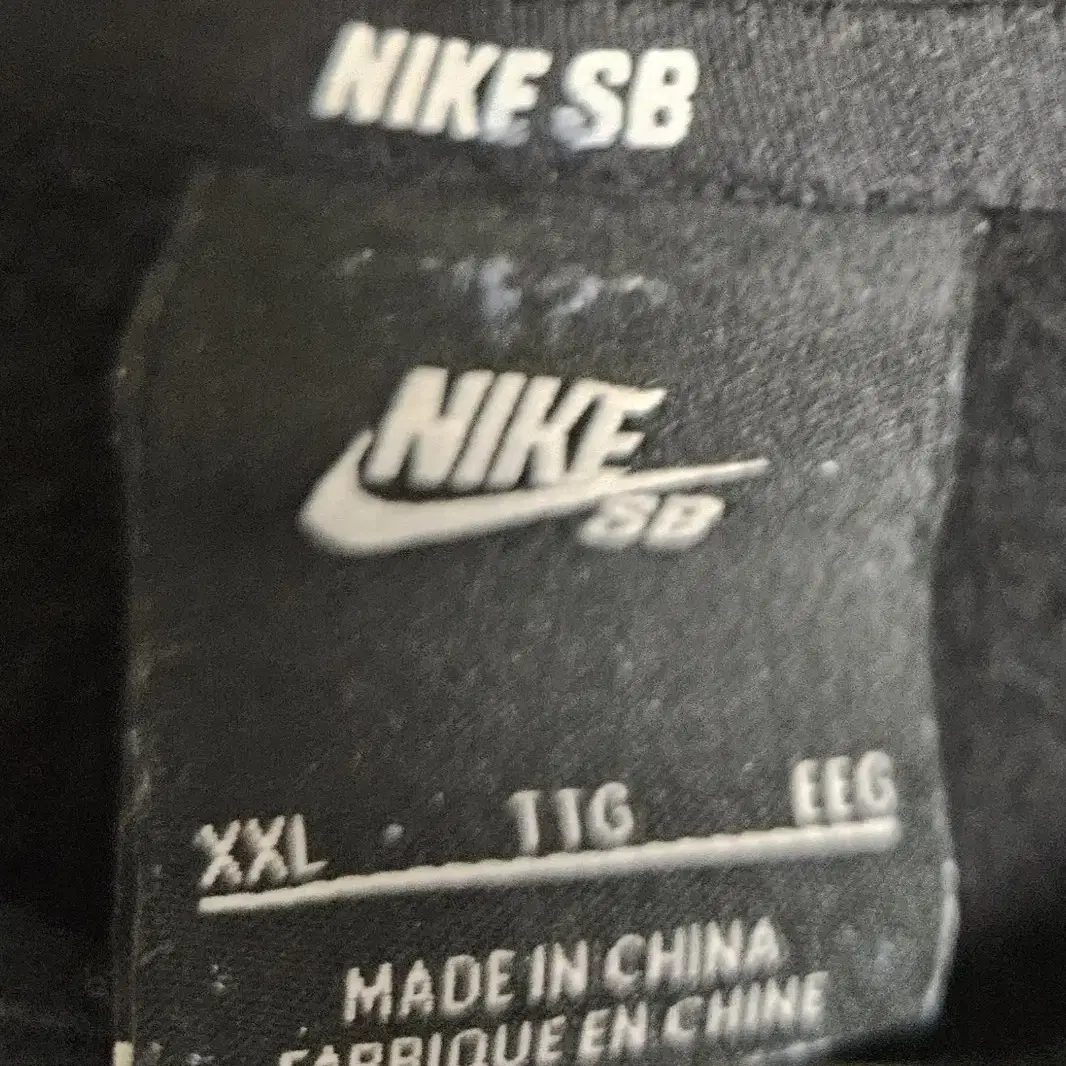 NIKE SB
NIKE
SB
XXL TTG EEG
MADE IN CHINA
FABRIQUE EN CHINE